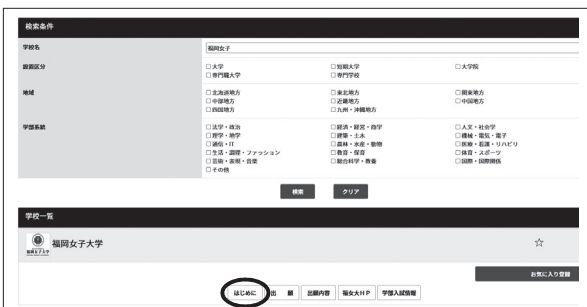 検索条件
学校名 福岡女子
設置区分 □大学 □短期大学 □大学院
□専門職大学 □専門学校
地域 □北海道地方 □東北地方 □関東地方
□中部地方 □近畿地方 □中国地方
□四国地方 □九州・沖縄地方
学部系統 □法学・政治 □経済・経営・商学 □人文・社会学
□理学・地学 □建築・土木 □機械・電気・電子
□通信・IT □農林・水産・動物 □医療・看護・リハビリ
□生活・調理・ファッション □教育・保育 □体育・スポーツ
□芸術・表現・音楽 □総合科学・教養 □国際・国際関係
□その他
検索 クリア
学校一覧
福岡女子大学 ☆
福岡女子大学
お気に入り登録
はじめに 出 願 出願内容 福女大HP 学部入試情報